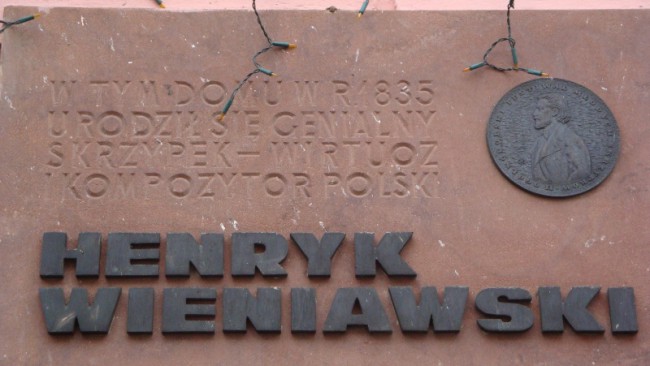 W TYM DOMU W R. 1835
URODZIŁ SIĘ GENIALNY
SKRZYPEK – WIRTUOZ
I KOMPOZYTOR POLSKI
HENRYK
WIENIAWSKI